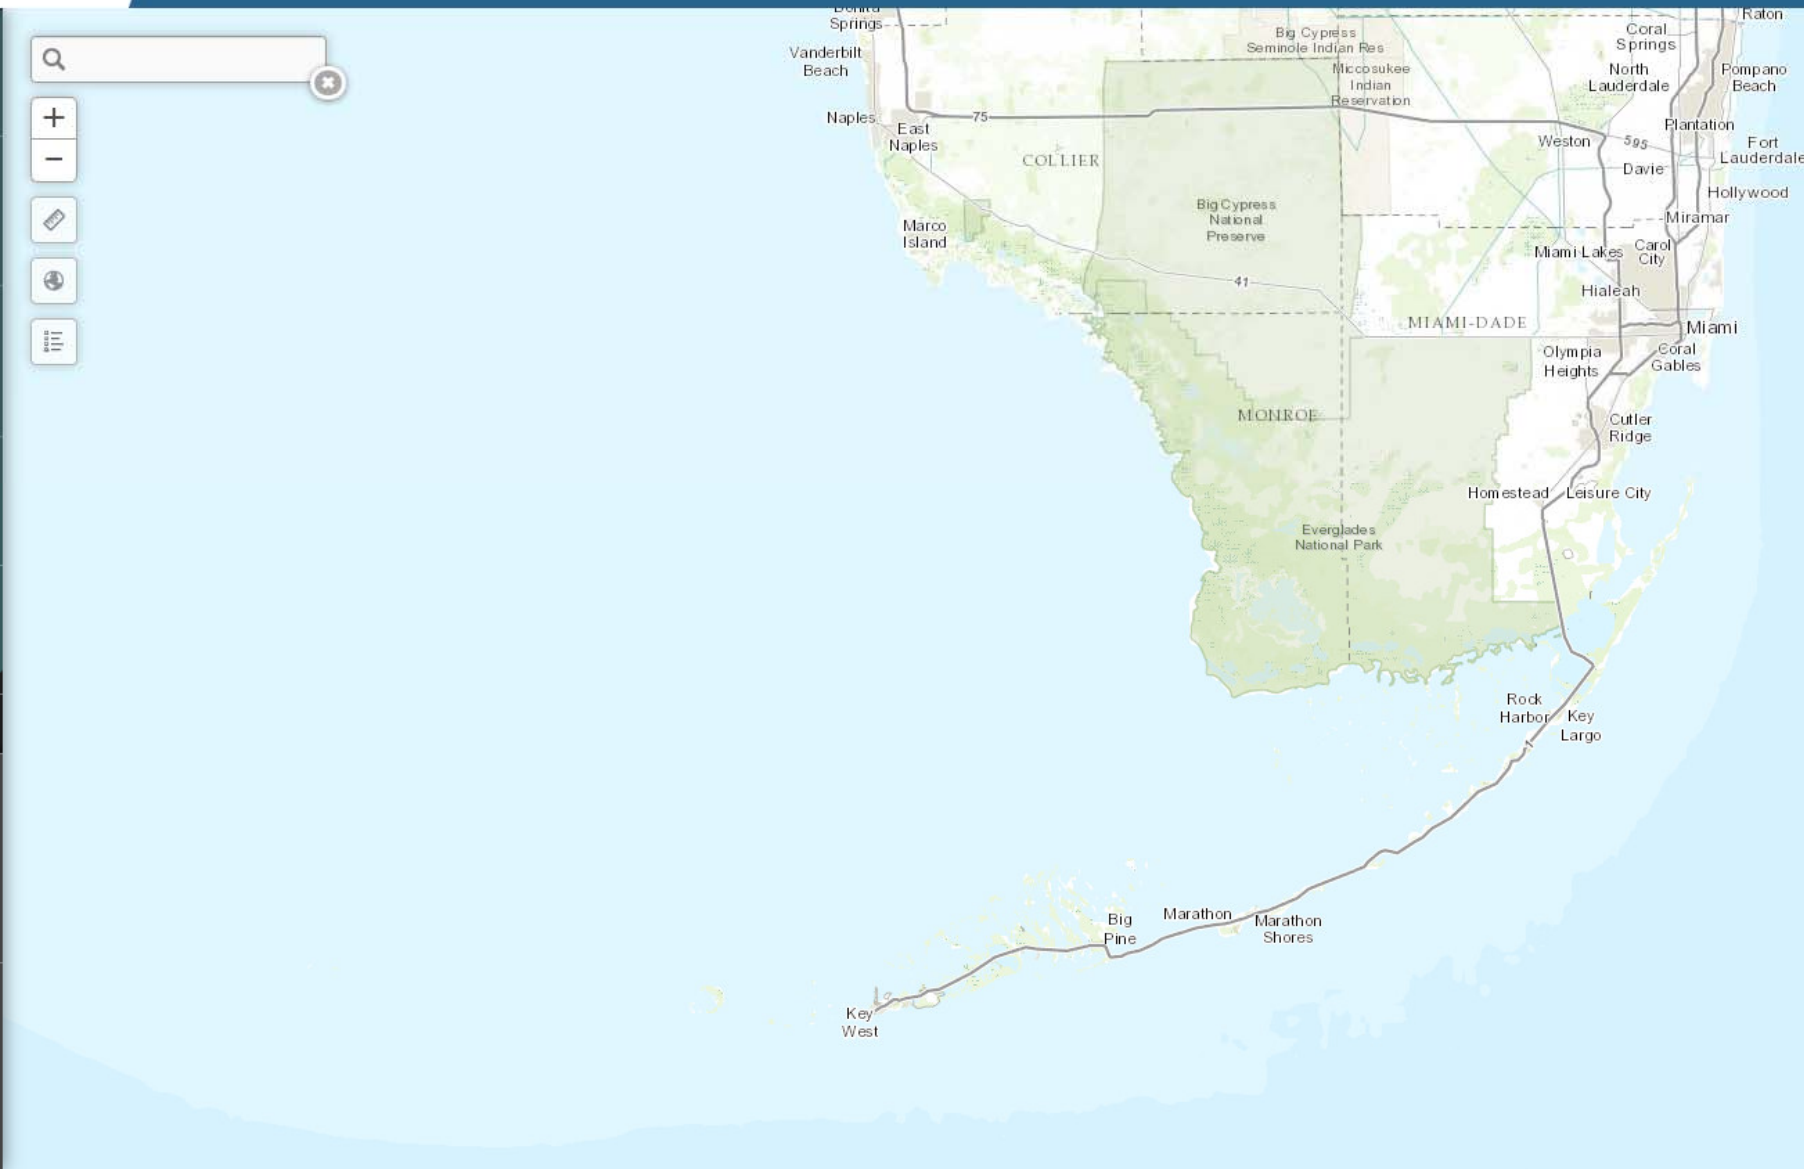 Bonita
Springs
Vanderbilt
Beach
Naples
East
Naples
75
COLLIER
Marco
Island
Big Cypress
Seminole Indian Res
Miccosukee
Indian
Reservation
Big Cypress
National
Preserve
41
MIAMI-DADE
MONROE
Everglades
National Park
Raton
Coral
Springs
North
Lauderdale
Pompano
Beach
Plantation
Weston
595
Fort
Lauderdale
Davie
Hollywood
Miramar
Miami Lakes
Carol
City
Hialeah
Miami
Olympia
Heights
Coral
Gables
Cutler
Ridge
Homestead
Leisure City
Rock
Harbor
Key
Largo
1
Big
Pine
Marathon
Marathon
Shores
Key
West